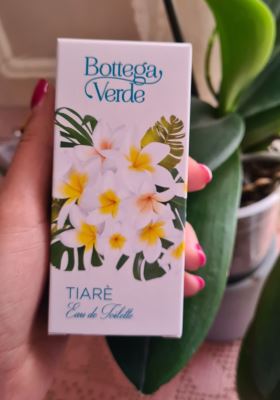 Bottega
Verde
TIARÈ
Eau de Toilette